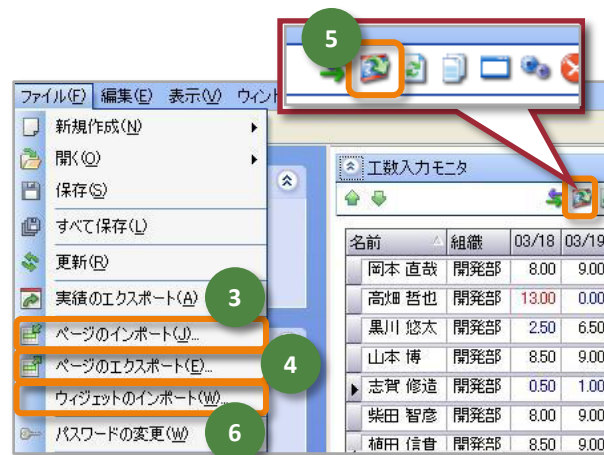 5
ファイル(F) 編集(E) 表示(V) ウィント
新規作成(N)
開く(O)
保存(S)
すべて保存(L)
更新(R)
実績のエクスポート(A)
3
ページのインポート(J)...
ページのエクスポート(E)...
4
ウィジェットのインポート(W)...
パスワードの変更(W)
6
工数入力モニタ
名前 組織 03/18 03/19
岡本 直哉 開発部 8.00 9.00
高畑 哲也 開発部 13.00 0.00
黒川 悠太 開発部 2.50 6.50
山本 博 開発部 8.50 9.00
志賀 修造 開発部 0.50 1.00
柴田 智彦 開発部 8.00 9.00
植田 信貴 開発部 8.50 9.00